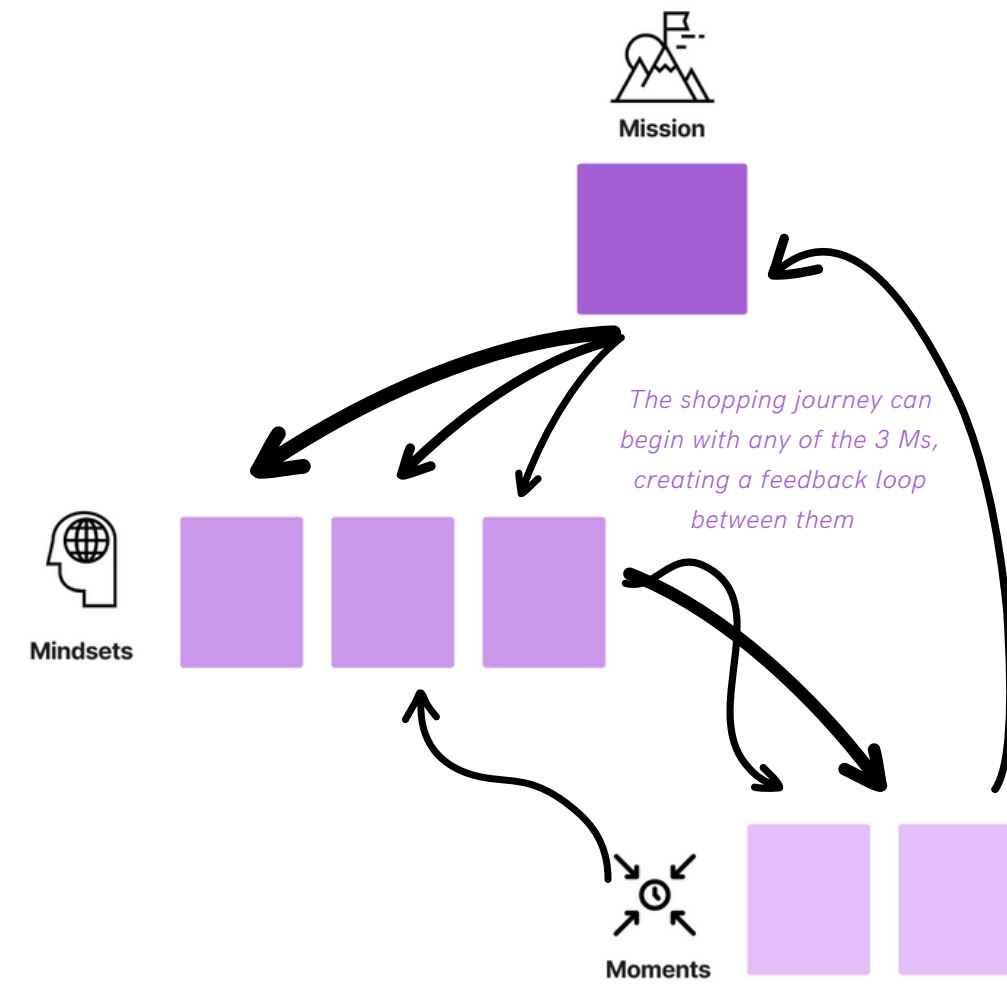 Mission
The shopping journey can
begin with any of the 3 Ms,
creating a feedback loop
between them
Mindsets
Moments